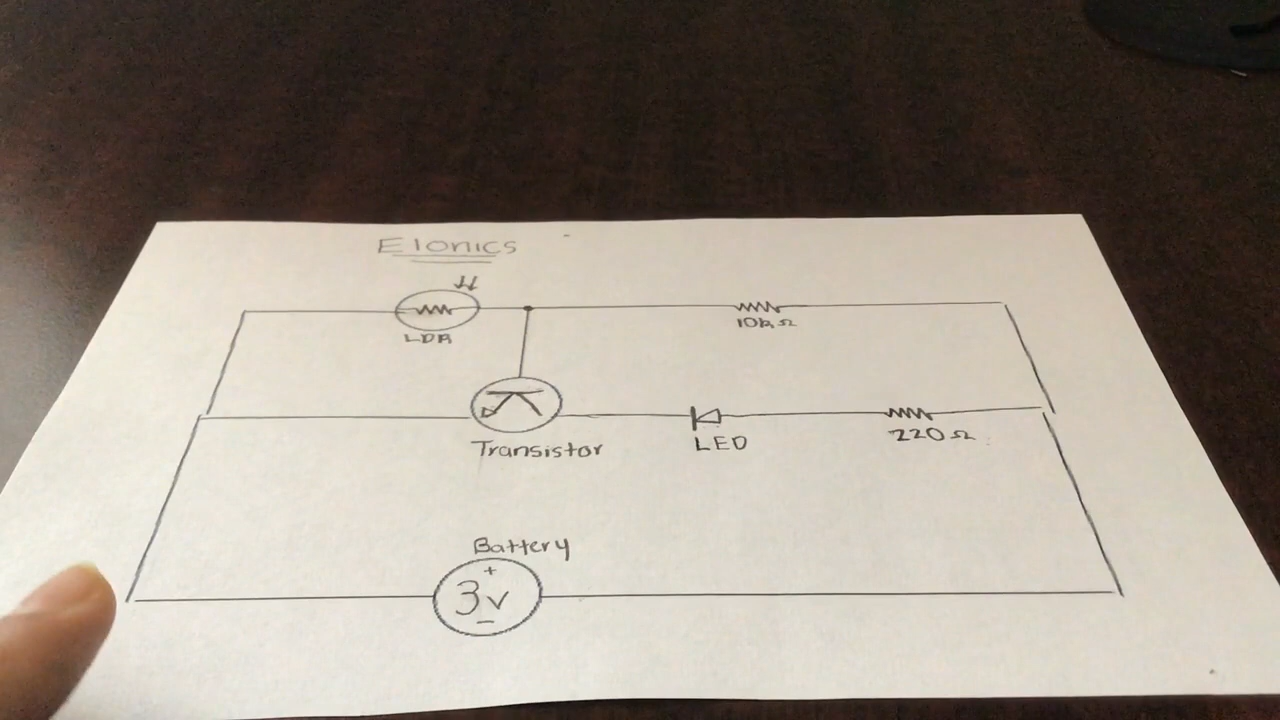 Elonics
LDR
10kΩ
Transistor
LED
220Ω
Battery
+
3v
−